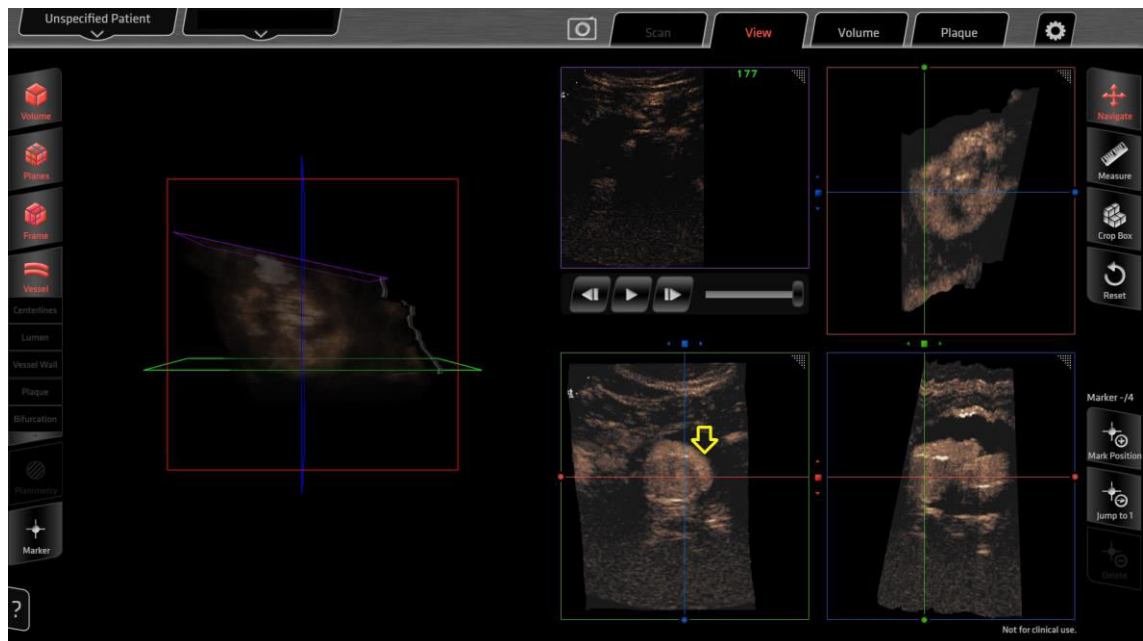 Unspecified Patient
Scan
View
Volume
Plaque
Volume
Planes
Frame
Vessel
Centerlines
Lumen
Vessel Wall
Plaque
Bifurcation
Planimetry
Marker
?
177
Navigate
Measure
Crop Box
Reset
Marker -/4
Mark Position
Jump to 1
Delete
Not for clinical use.